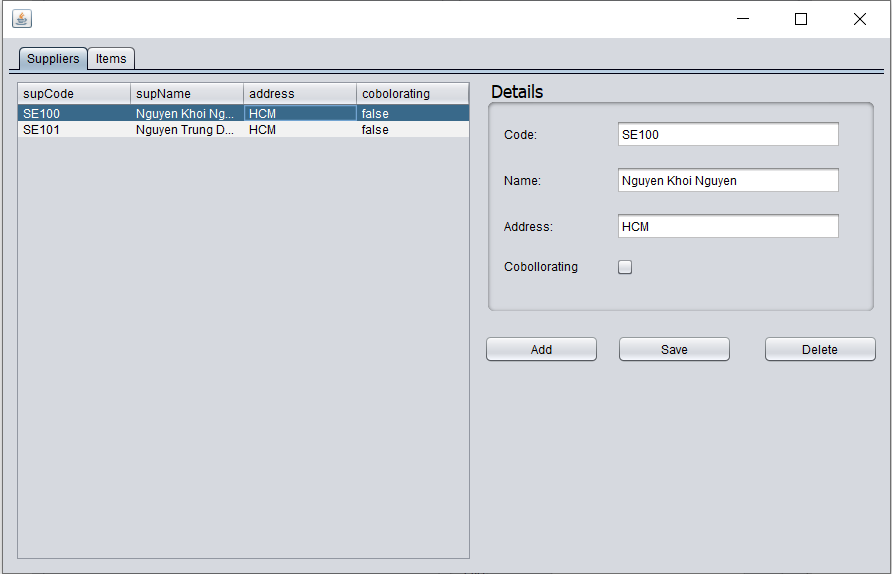 Suppliers Items
supCode supName address cobolorating
SE100 Nguyen Khoi Ng... HCM false
SE101 Nguyen Trung D... HCM false
Details
Code: SE100
Name: Nguyen Khoi Nguyen
Address: HCM
Cobollorating
Add Save Delete